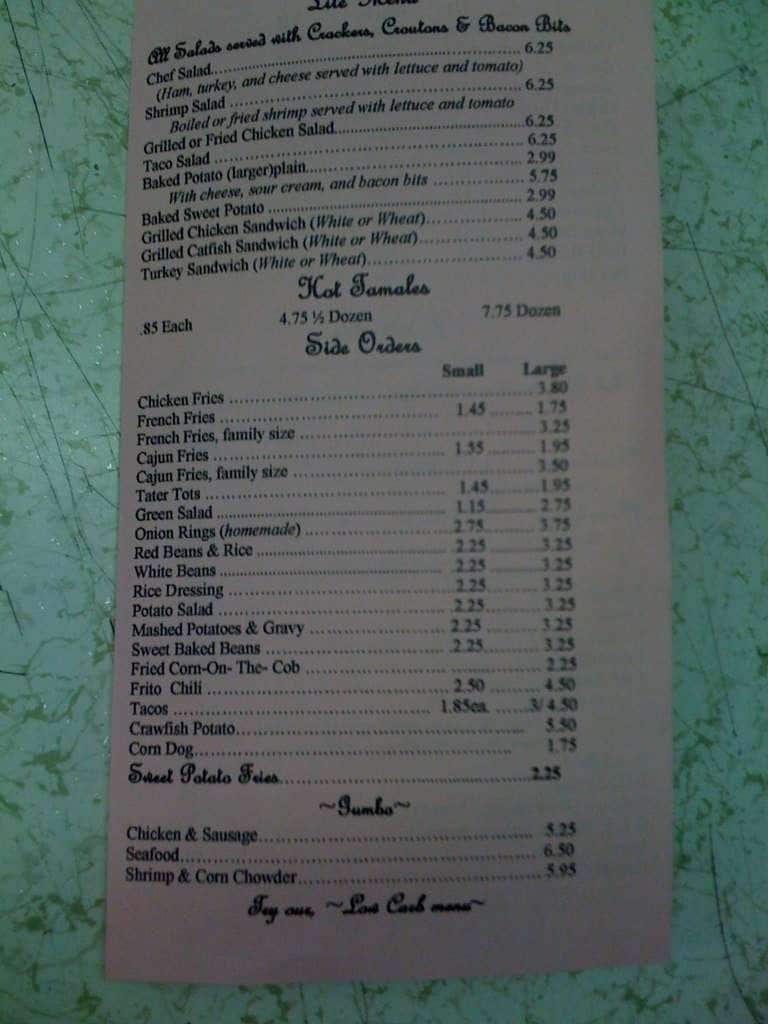 Lite Menu
All Salads served with Crackers, Croutons & Bacon Bits
Chef Salad........................ 6.25
(Ham, turkey, and cheese served with lettuce and tomato)
Shrimp Salad ........................ 6.25
Boiled or fried shrimp served with lettuce and tomato
Grilled or Fried Chicken Salad........................ 6.25
Taco Salad ........................ 6.25
Baked Potato (larger)plain........................ 2.99
With cheese, sour cream, and bacon bits ................ 5.75
Baked Sweet Potato ........................ 2.99
Grilled Chicken Sandwich (White or Wheat)................ 4.50
Grilled Catfish Sandwich (White or Wheat)................ 4.50
Turkey Sandwich (White or Wheat)........................ 4.50
Hot Tamales
.85 Each 4.75 ½ Dozen 7.75 Dozen
Side Orders
Small Large
Chicken Fries ........................ 3.80
French Fries ........................ 1.45 ......... 1.75
French Fries, family size ........................ 3.25
Cajun Fries ........................ 1.55 ......... 1.95
Cajun Fries, family size ........................ 3.50
Tater Tots ........................ 1.45 ......... 1.95
Green Salad ........................ 1.15 ......... 2.75
Onion Rings (homemade) ................ 2.75 ......... 3.75
Red Beans & Rice ........................ 2.25 ......... 3.25
White Beans ........................ 2.25 ......... 3.25
Rice Dressing ........................ 2.25 ......... 3.25
Potato Salad ........................ 2.25 ......... 3.25
Mashed Potatoes & Gravy ................ 2.25 ......... 3.25
Sweet Baked Beans ........................ 2.25 ......... 3.25
Fried Corn-On- The- Cob ........................ 2.25
Frito Chili ........................ 2.50 ......... 4.50
Tacos ........................ 1.85ea. ........ 3/ 4.50
Crawfish Potato........................ 5.50
Corn Dog........................ 1.75
Sweet Potato Fries........................ 2.25
~Gumbo~
Chicken & Sausage........................ 5.25
Seafood........................ 6.50
Shrimp & Corn Chowder........................ 5.95
Try our, ~Low Carb menu~